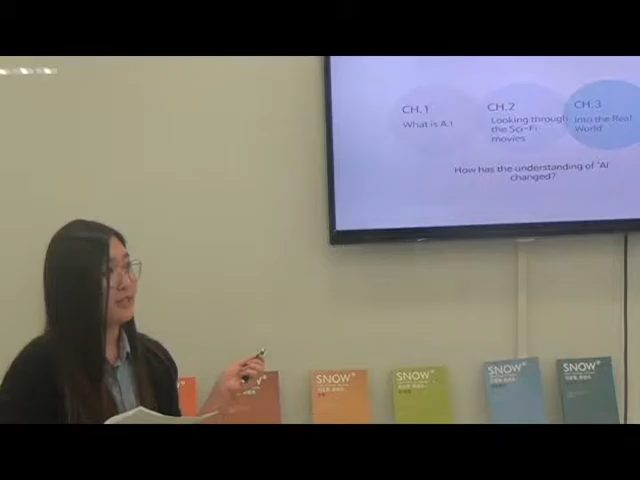 CH.1
What is A.I
CH.2
Looking through
the Sci-Fi
movies
CH.3
Into the Real
World
How has the understanding of 'AI'
changed?
SNOW
SNOW
SNOW
SNOW
SNOW